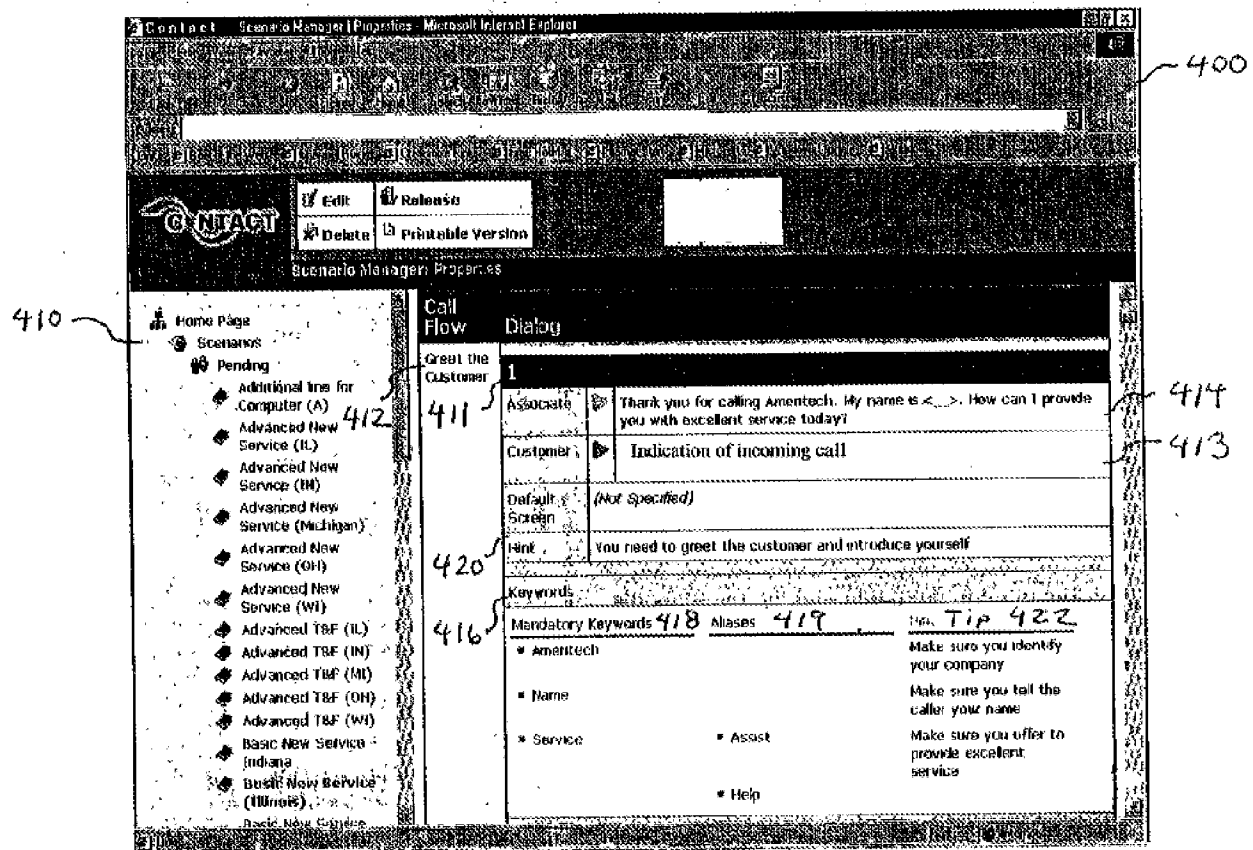 Contact Scenario Manager | Properties - Microsoft Internet Explorer
400
CONTACT
Edit Release
Delete Printable Version
Scenario Manager: Properties
410
Home Page
Scenarios
Pending
Additional line for
Computer (A)
Advanced New
Service (IL)
Advanced New
Service (IN)
Advanced New
Service (Michigan)
Advanced New
Service (OH)
Advanced New
Service (WI)
Advanced T&F (IL)
Advanced T&F (IN)
Advanced T&F (MI)
Advanced T&F (OH)
Advanced T&F (WI)
Basic New Service
Indiana
Basic New Service
(Illinois)
Basic New Service
Call
Flow Dialog
Greet the
Customer
412
411
1
Associate Thank you for calling Ameritech. My name is <__>. How can I provide
you with excellent service today?
414
Customer Indication of incoming call
413
Default
Screen (Not Specified)
420
Hint You need to greet the customer and introduce yourself
Keywords
416
Mandatory Keywords 418 Aliases 419 Tip 422
Ameritech Make sure you identify
your company
Name Make sure you tell the
caller your name
Service Assist Make sure you offer to
provide excellent
service
Help